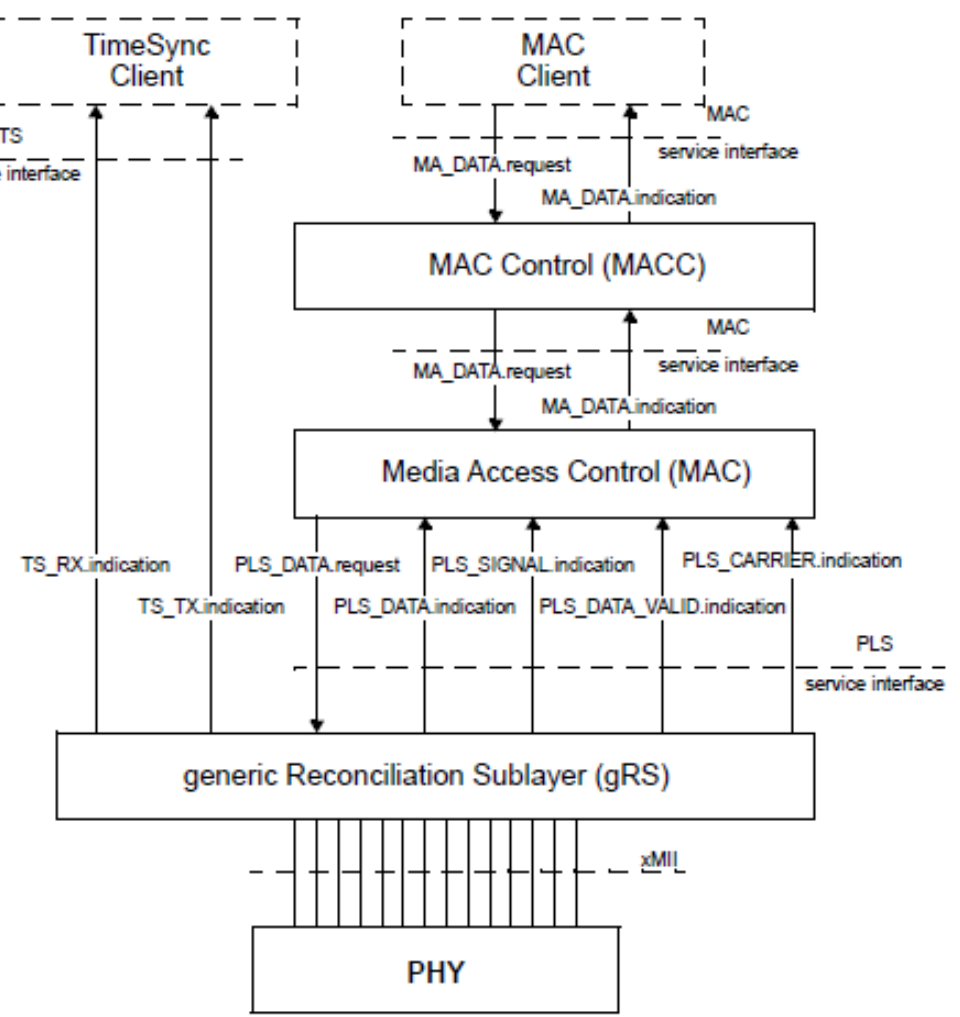 TimeSync
Client
MAC
Client
TS
MAC
service interface
MA_DATA.request
interface
MA_DATA.indication
MAC Control (MACC)
MAC
service interface
MA_DATA.request
MA_DATA.indication
Media Access Control (MAC)
TS_RX.indication
PLS_DATA.request
PLS_SIGNAL.indication
PLS_CARRIER.indication
TS_TX.indication
PLS_DATA.indication
PLS_DATA_VALID.indication
PLS
service interface
generic Reconciliation Sublayer (gRS)
xMII
PHY